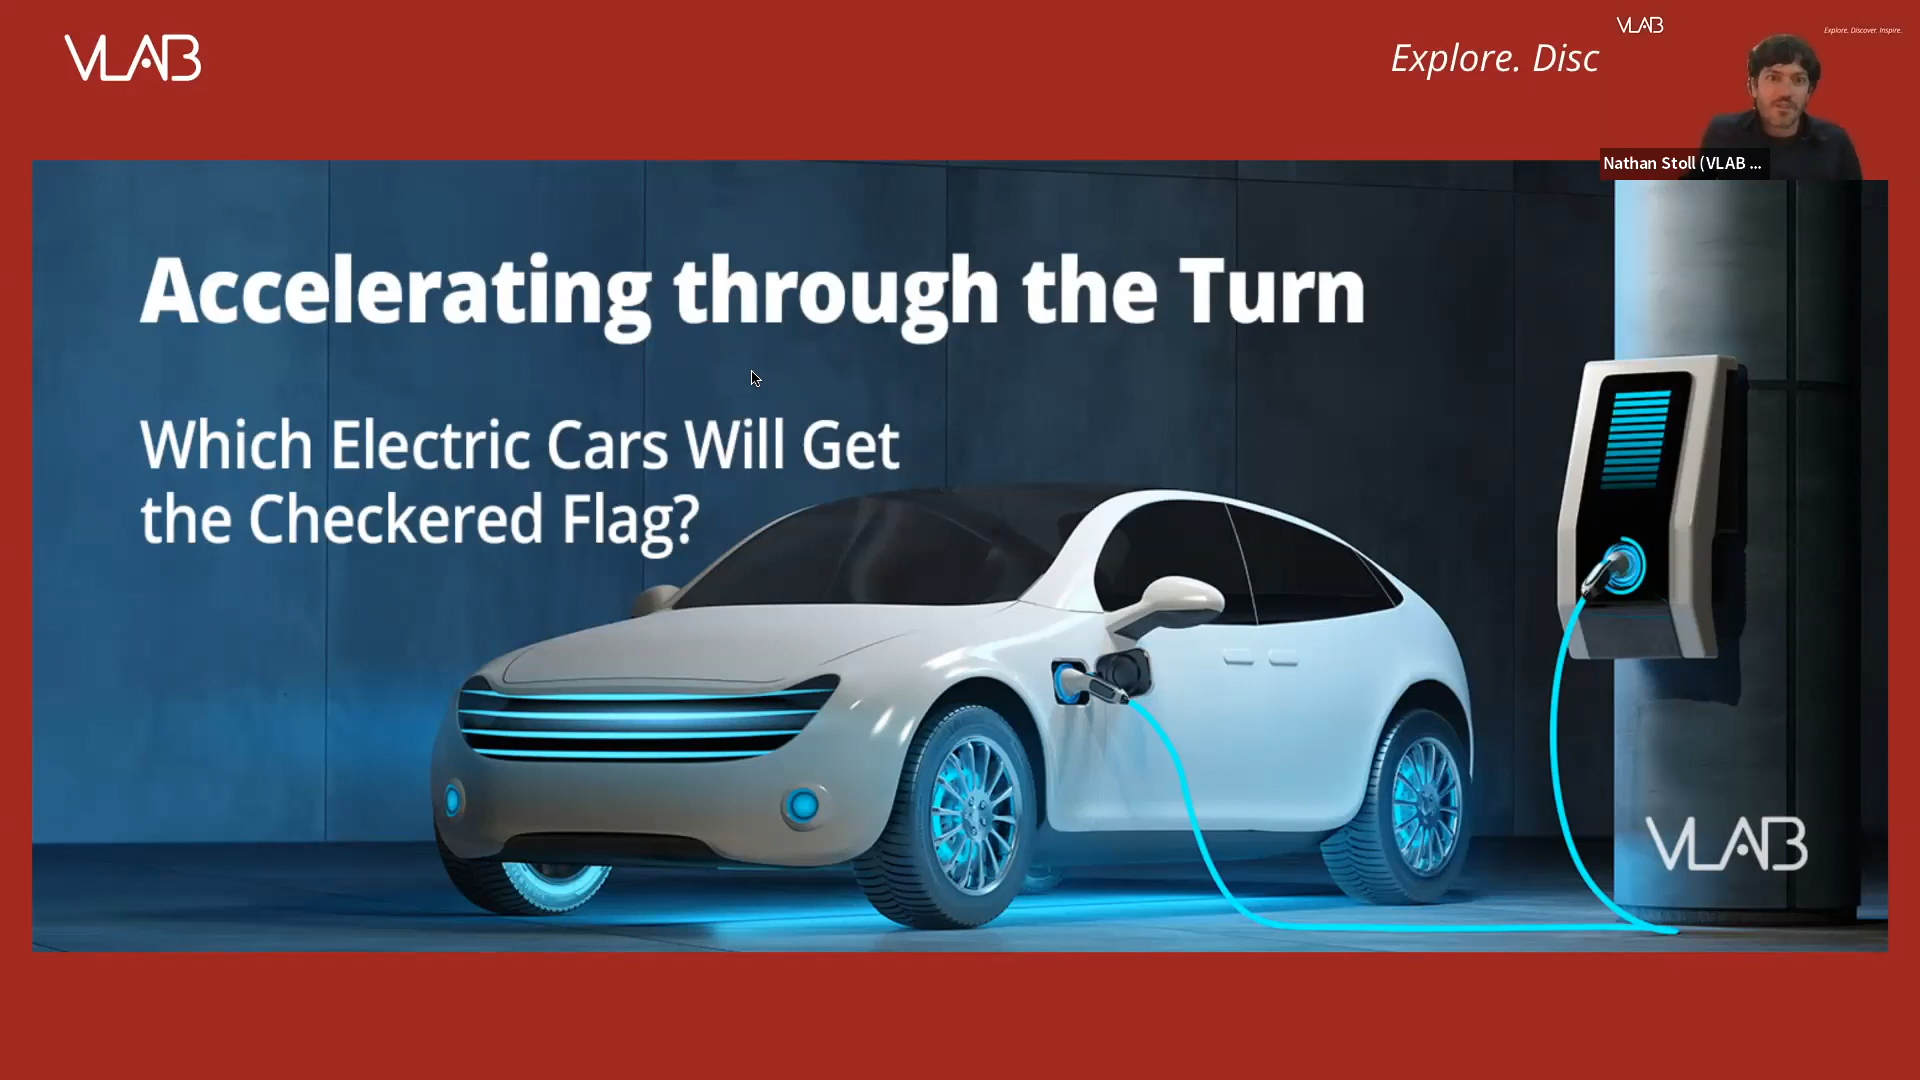 VLAB
Explore. Disc
VLAB
Explore. Discover. Inspire.
Nathan Stoll (VLAB ...
Accelerating through the Turn
Which Electric Cars Will Get
the Checkered Flag?
VLAB